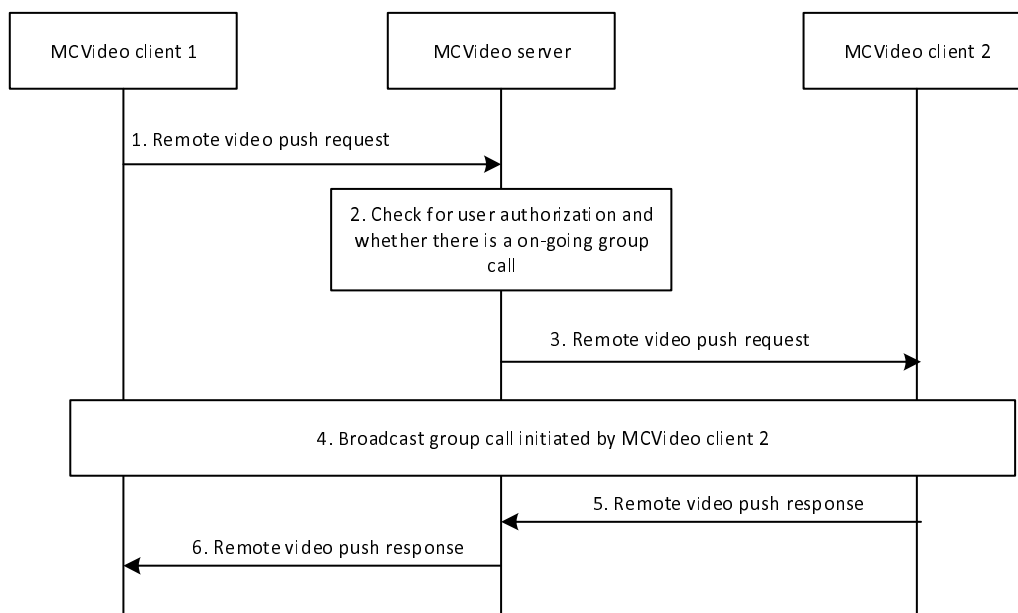 MCVideo client 1
MCVideo server
MCVideo client 2
1. Remote video push request
2. Check for user authorization and
whether there is a on-going group
call
3. Remote video push request
4. Broadcast group call initiated by MCVideo client 2
5. Remote video push response
6. Remote video push response